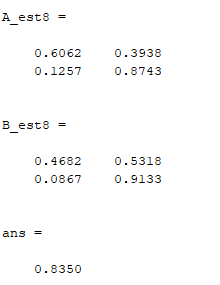 A_est8 =
0.6062 0.3938
0.1257 0.8743
B_est8 =
0.4682 0.5318
0.0867 0.9133
ans =
0.8350